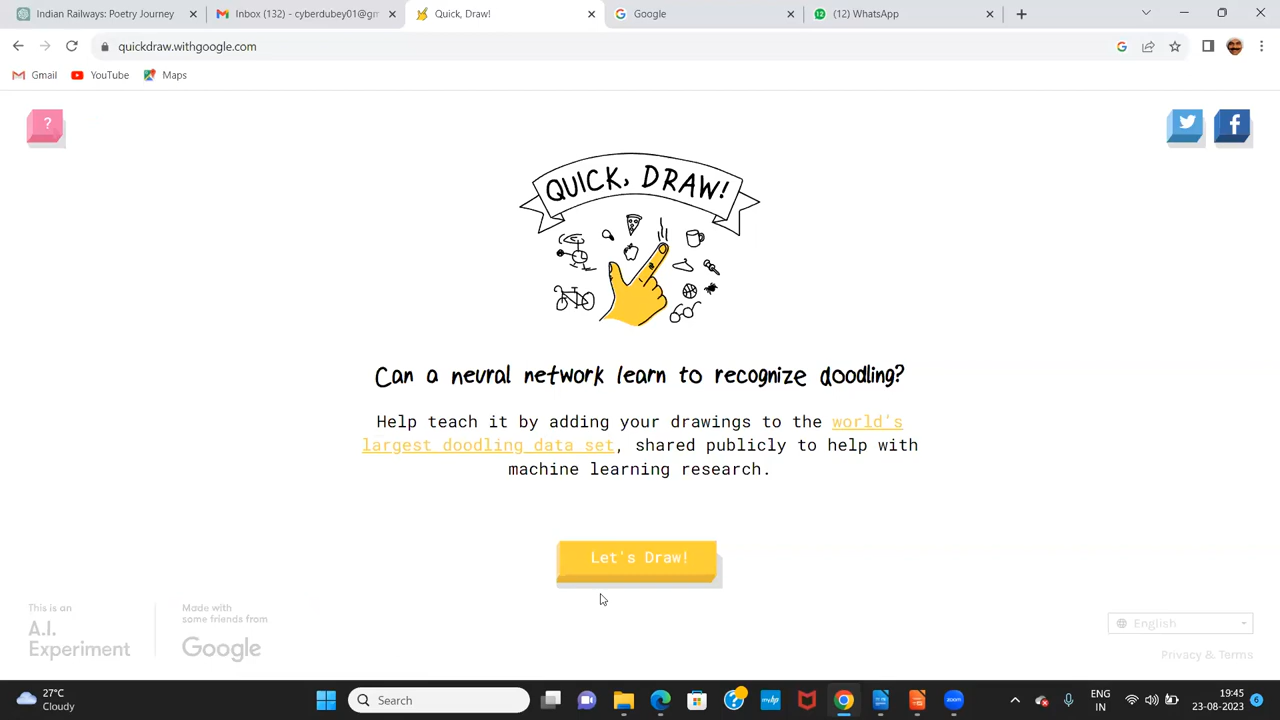 Indian Railways: Poetry Journey
Inbox (132) - cyberdubey01@gm
Quick, Draw!
Google
(12) WhatsApp
quickdraw.withgoogle.com
Gmail
YouTube
Maps
?
QUICK, DRAW!
Can a neural network learn to recognize doodling?
Help teach it by adding your drawings to the world's
largest doodling data set, shared publicly to help with
machine learning research.
Let's Draw!
This is an
A.I.
Experiment
Made with
some friends from
Google
English
Privacy & Terms
27°C
Cloudy
Search
ENG
IN
19:45
23-08-2023
6